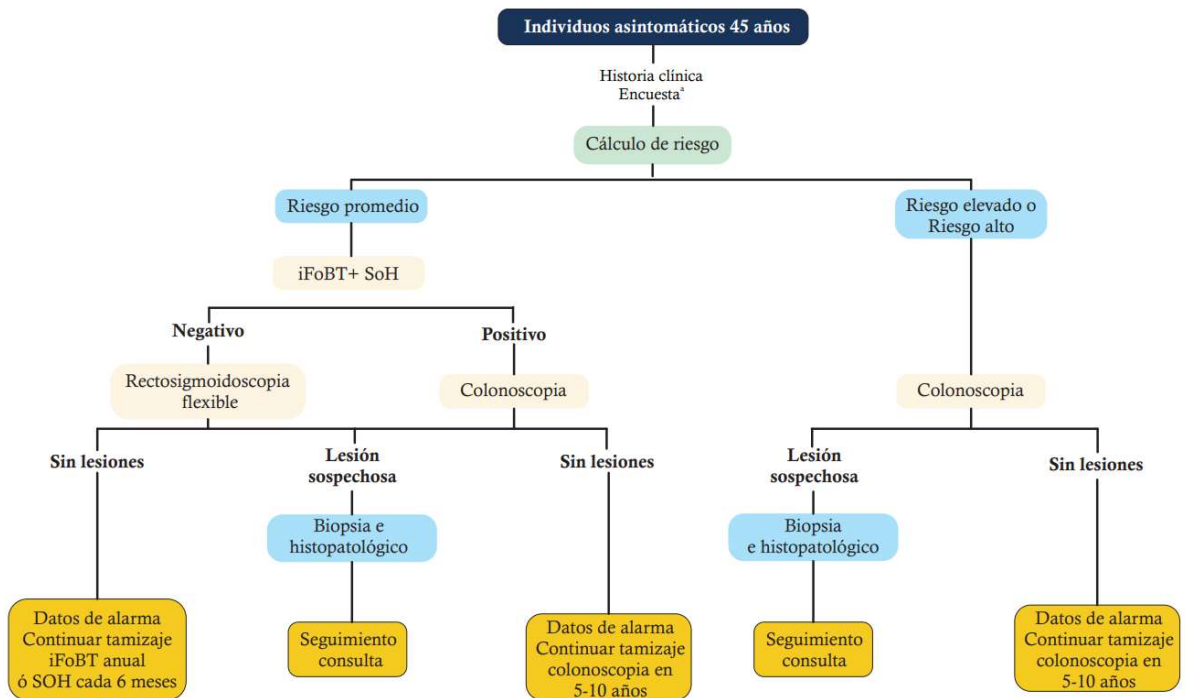 Individuos asintomáticos 45 años
Historia clínica
Encuestaª
Cálculo de riesgo
Riesgo promedio
Riesgo elevado o
Riesgo alto
iFoBT+ SoH
Negativo
Positivo
Rectosigmoidoscopia
flexible
Colonoscopia
Colonoscopia
Sin lesiones
Lesión
sospechosa
Sin lesiones
Lesión
sospechosa
Sin lesiones
Biopsia e
histopatológico
Biopsia
e histopatológico
Datos de alarma
Continuar tamizaje
iFoBT anual
ó SOH cada 6 meses
Seguimiento
consulta
Datos de alarma
Continuar tamizaje
colonoscopia en
5-10 años
Seguimiento
consulta
Datos de alarma
Continuar tamizaje
colonoscopia en
5-10 años